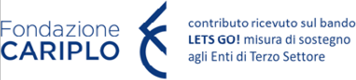 Fondazione
CARIPLO
contributo ricevuto sul bando
LETS GO! misura di sostegno
agli Enti di Terzo Settore